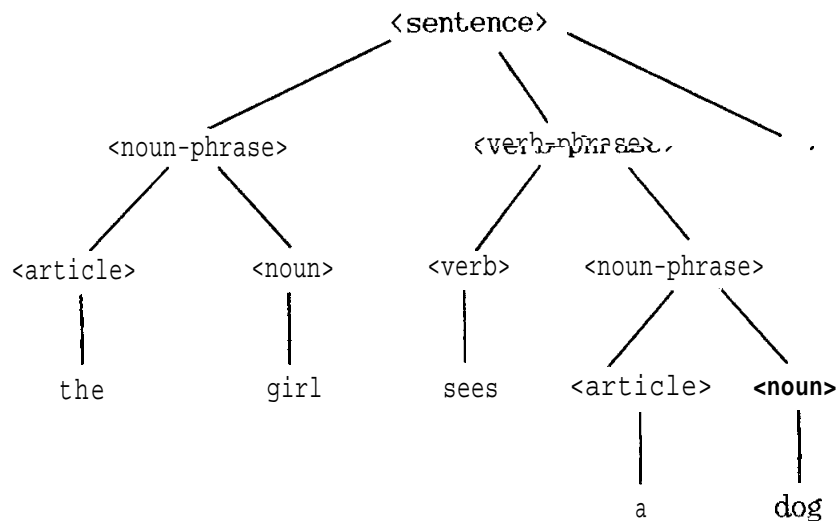 <sentence>
<noun-phrase> <verb-phrase> .
<article> <noun> <verb> <noun-phrase>
the girl sees <article> <noun>
a dog